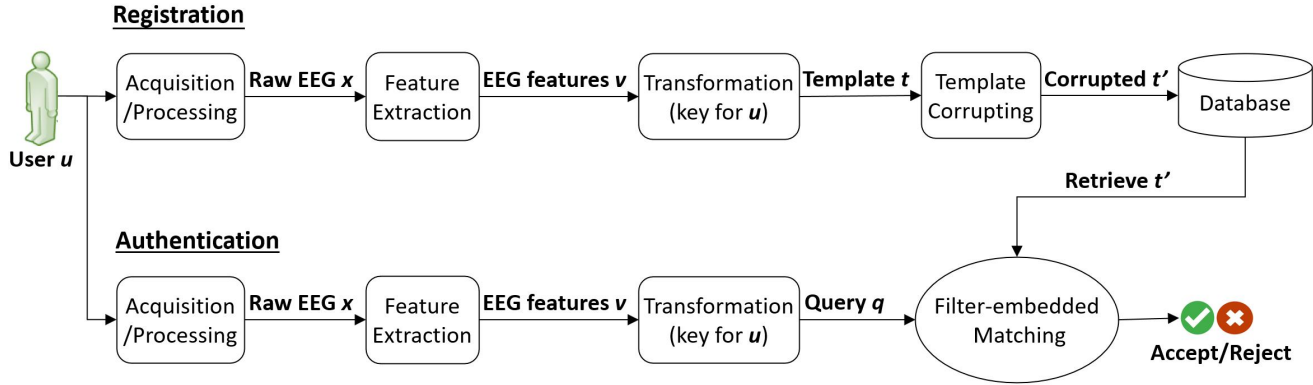 Registration
User u
Acquisition
/Processing
Raw EEG x
Feature
Extraction
EEG features v
Transformation
(key for u)
Template t
Template
Corrupting
Corrupted t’
Database
Retrieve t’
Authentication
Acquisition
/Processing
Raw EEG x
Feature
Extraction
EEG features v
Transformation
(key for u)
Query q
Filter-embedded
Matching
Accept/Reject